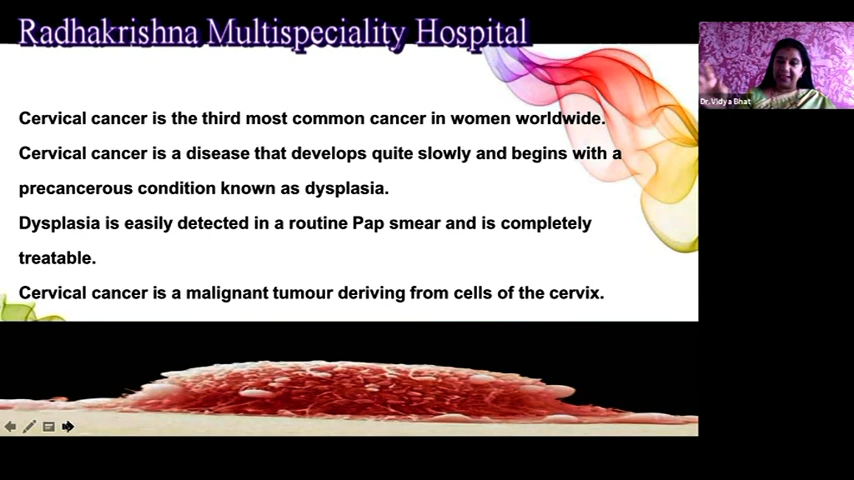 Radhakrishna Multispeciality Hospital
Cervical cancer is the third most common cancer in women worldwide.
Cervical cancer is a disease that develops quite slowly and begins with a
precancerous condition known as dysplasia.
Dysplasia is easily detected in a routine Pap smear and is completely
treatable.
Cervical cancer is a malignant tumour deriving from cells of the cervix.
Dr.Vidya Bhat